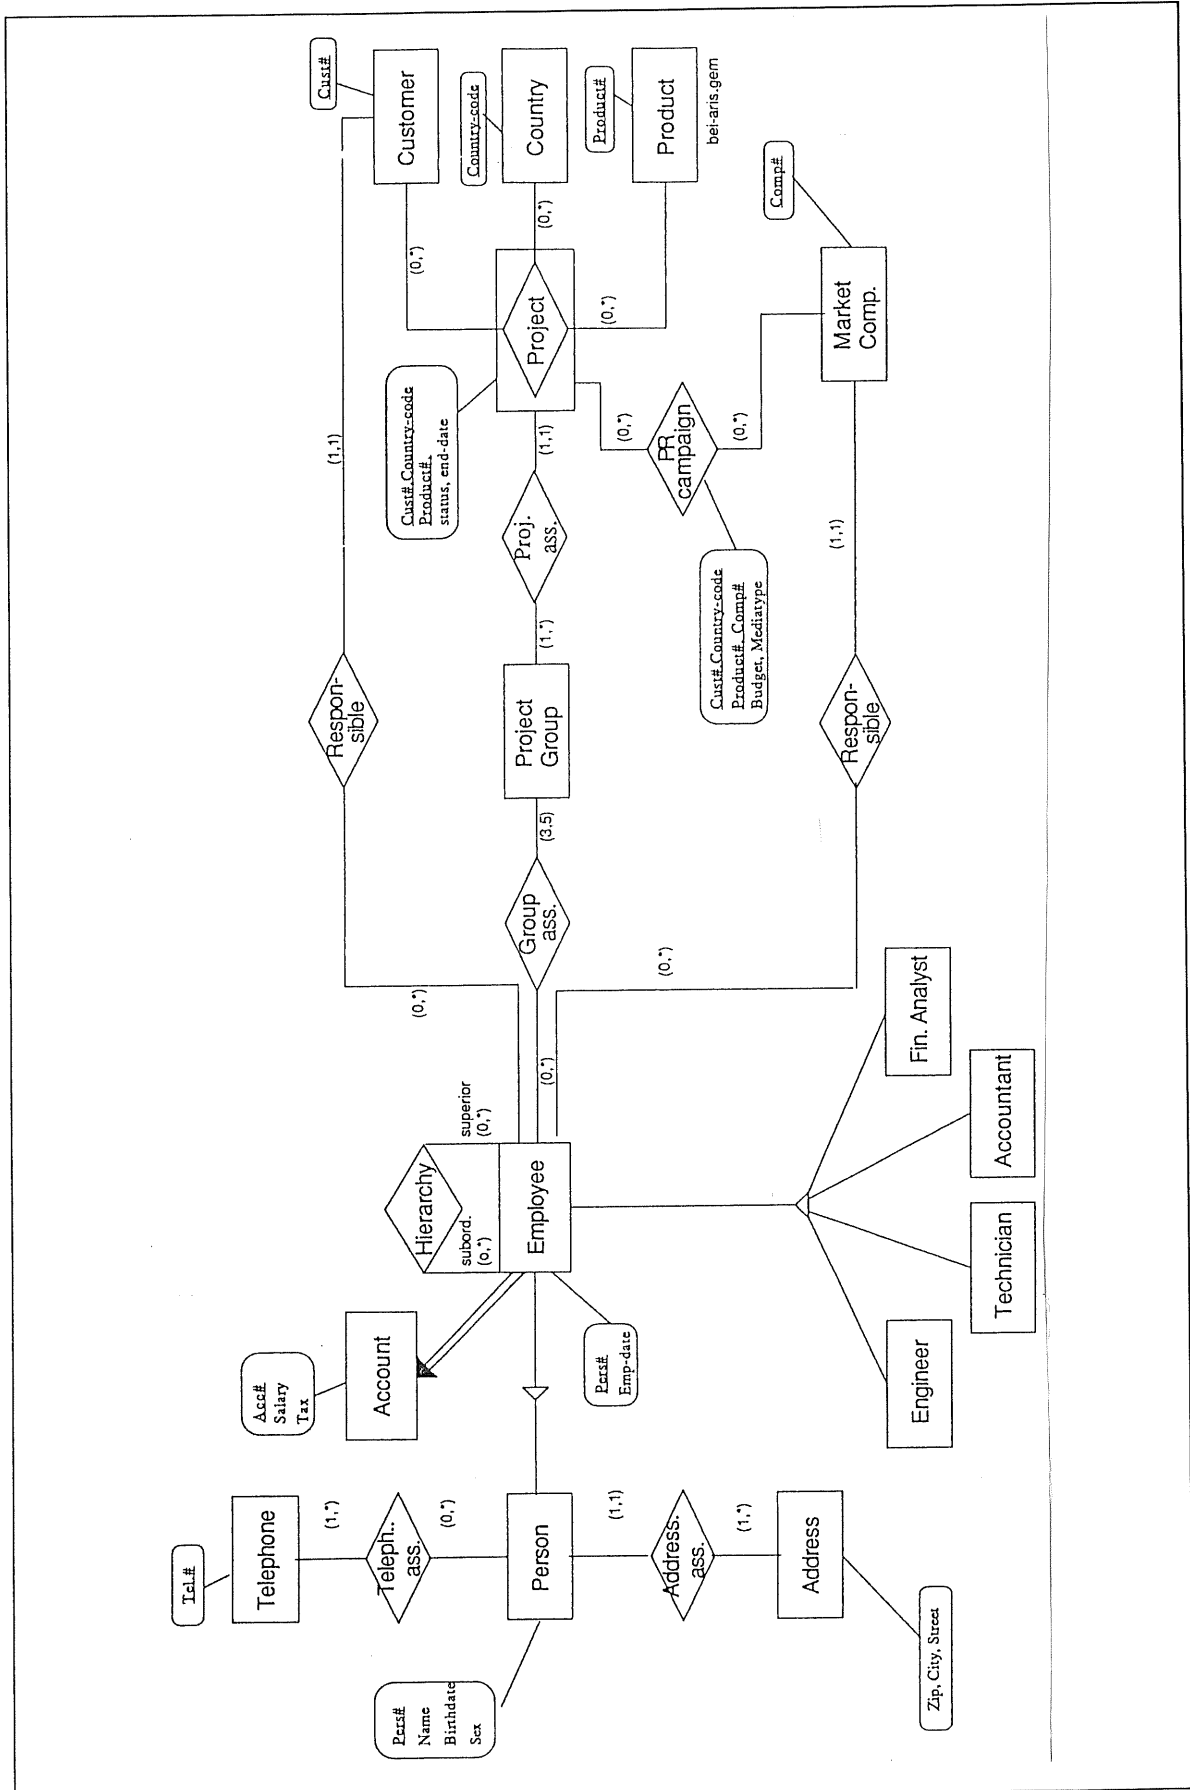 Tel.#
Telephone
(1,*)
Teleph..
ass.
(0,*)
Pers#
Name
Birthdate
Sex
Person
(1,1)
Address.
ass.
(1,*)
Address
Zip, City, Street
Acc#
Salary
Tax
Account
Pers#
Emp-date
Hierarchy
subord.
(o,*)
superior
(0,*)
Employee
Engineer
Technician
Accountant
Fin. Analyst
(0,*)
(0,*)
(0,*)
Group
ass.
(3.5)
Project
Group
(1,*)
Proj.
ass.
(1,1)
Respon-
sible
(1,1)
Respon-
sible
(1,1)
Cust#,Country-code
Product#,
status, end-date
Project
Cust#,Country-code
Product#, Comp#
Budget, Mediatype
PR
campaign
(0,*)
(0,*)
Market
Comp.
Comp#
(0,*)
(0,*)
(0,*)
Cust#
Customer
Country-code
Country
Product#
Product
bei-aris.gem